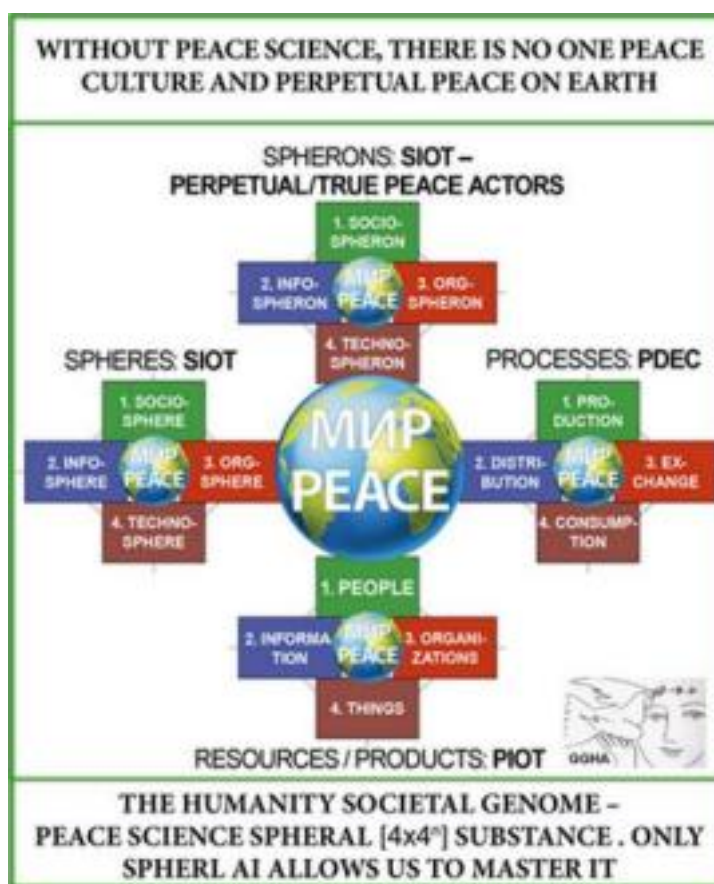 WITHOUT PEACE SCIENCE, THERE IS NO ONE PEACE
CULTURE AND PERPETUAL PEACE ON EARTH
SPHERONS: SIOT –
PERPETUAL/TRUE PEACE ACTORS
1. SOCIO-
SPHERON
2. INFO-
SPHERON
МИР
PEACE
3. ORG-
SPHERON
4. TECHNO-
SPHERON
SPHERES: SIOT
1. SOCIO-
SPHERE
2. INFO-
SPHERE
МИР
PEACE
3. ORG-
SPHERE
4. TECHNO-
SPHERE
МИР
PEACE
PROCESSES: PDEC
1. PRO-
DUCTION
2. DISTRI-
BUTION
МИР
PEACE
3. EX-
CHANGE
4. CONSUMP-
TION
1. PEOPLE
2. INFORMA
TION
МИР
PEACE
3. ORGANI-
ZATIONS
4. THINGS
RESOURCES / PRODUCTS: PIOT
GGHA
THE HUMANITY SOCIETAL GENOME –
PEACE SCIENCE SPHERAL [4x4ⁿ] SUBSTANCE . ONLY
SPHERL AI ALLOWS US TO MASTER IT